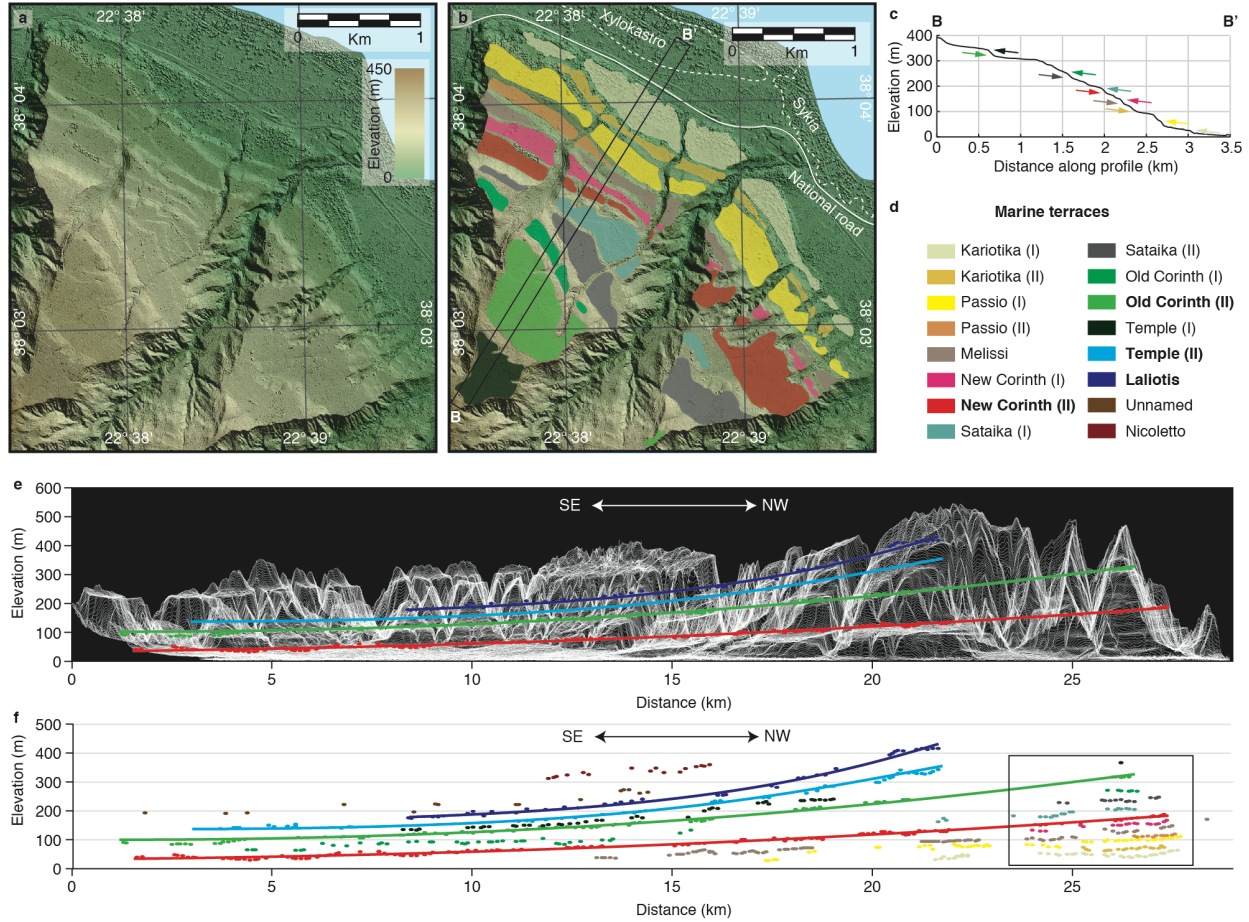 a
22° 38'
22° 39'
0
1
Km
450
Elevation (m)
0
38° 04'
38° 03'
38° 03'
22° 38'
22° 39'
b
22° 38'
22° 39'
Xylokastro
B'
0
1
Km
38° 04'
38° 04'
Sykia
National road
38° 03'
38° 03'
B
22° 38'
22° 39'
c
B
B'
400
300
200
100
0
Elevation (m)
0
0.5
1
1.5
2
2.5
3.0
3.5
Distance along profile (km)
d
Marine terraces
Kariotika (I)
Kariotika (II)
Passio (I)
Passio (II)
Melissi
New Corinth (I)
New Corinth (II)
Sataika (I)
Sataika (II)
Old Corinth (I)
Old Corinth (II)
Temple (I)
Temple (II)
Laliotis
Unnamed
Nicoletto
e
600
500
400
300
200
100
0
Elevation (m)
SE
NW
0
5
10
15
20
25
Distance (km)
f
500
400
300
200
100
0
Elevation (m)
SE
NW
0
5
10
15
20
25
Distance (km)